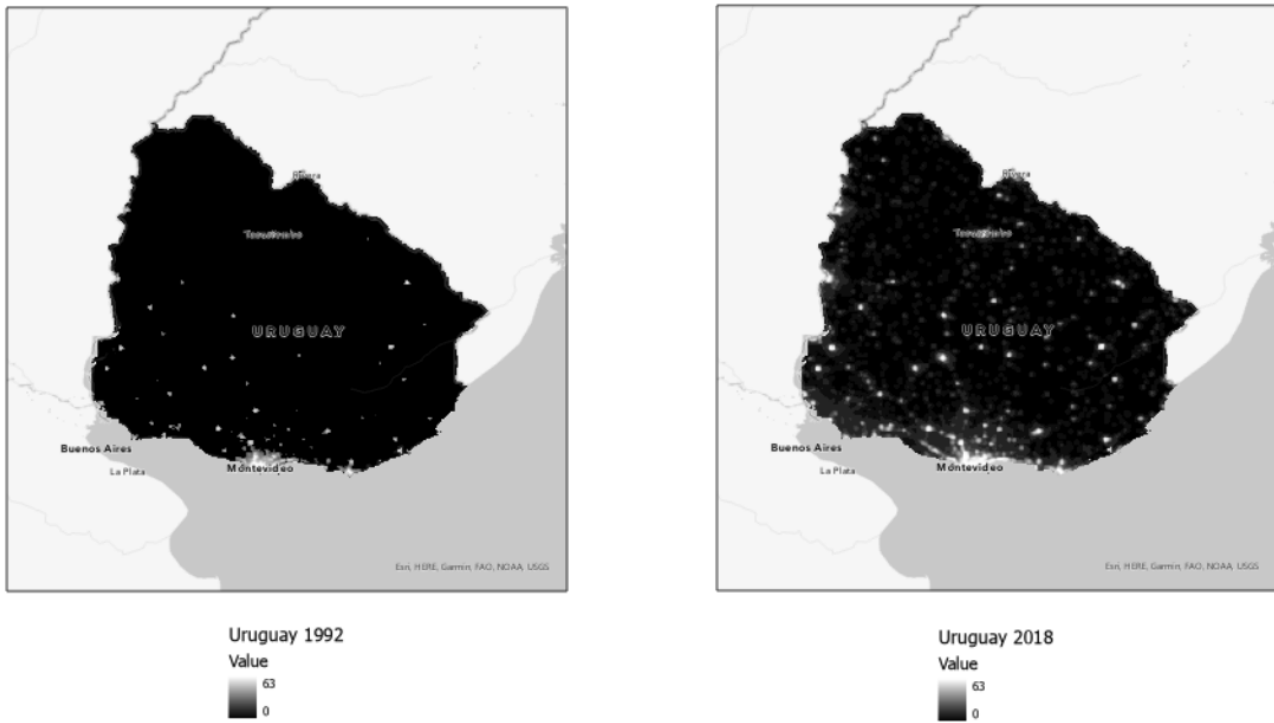 Rivera
Tacuarembo
URUGUAY
Buenos Aires
La Plata
Montevideo
Esri, HERE, Garmin, FAO, NOAA, USGS
Uruguay 1992
Value
63
0
Rivera
Tacuarembo
URUGUAY
Buenos Aires
La Plata
Montevideo
Esri, HERE, Garmin, FAO, NOAA, USGS
Uruguay 2018
Value
63
0